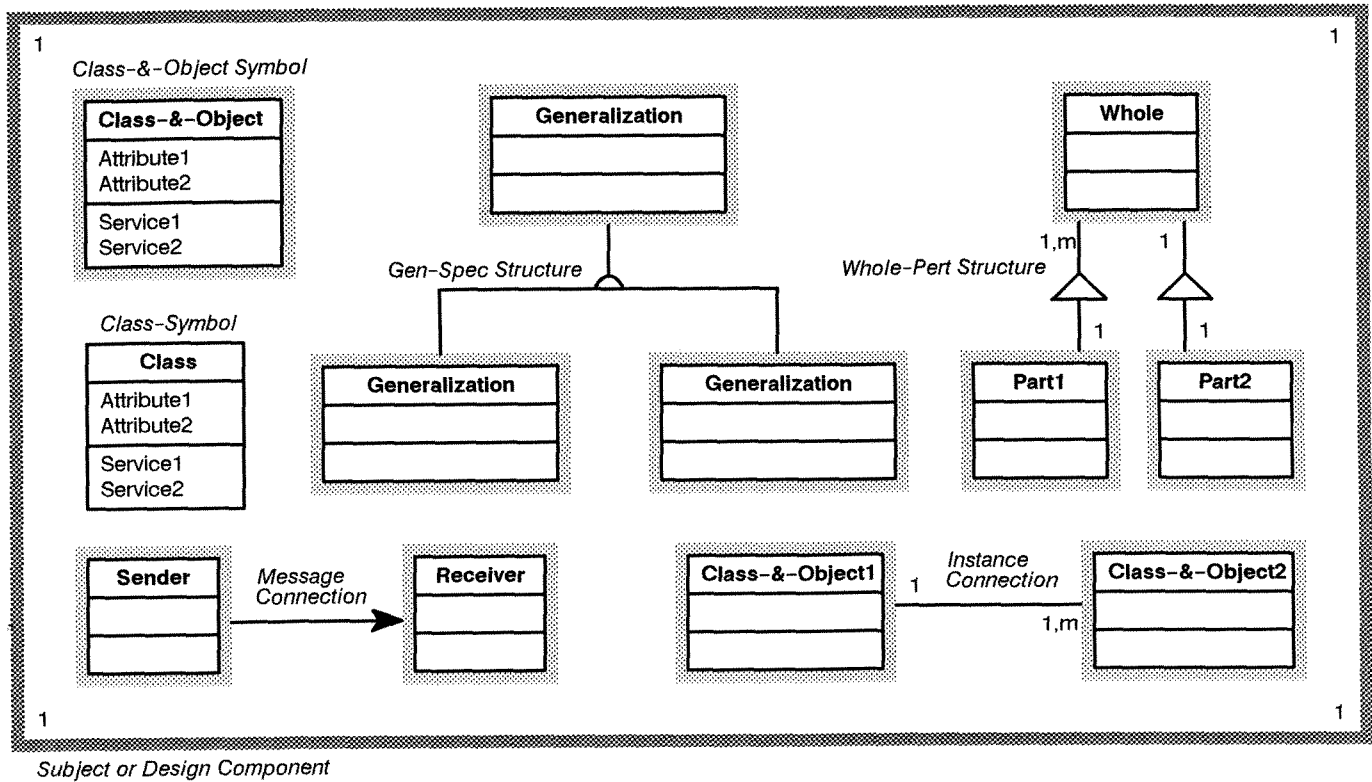 1
1
Class-&-Object Symbol
Class-&-Object
Attribute1
Attribute2
Service1
Service2
Generalization
Gen-Spec Structure
Generalization
Generalization
Whole
1,m
1
Whole-Pert Structure
1
1
Part1
Part2
Class-Symbol
Class
Attribute1
Attribute2
Service1
Service2
Sender
Message
Connection
Receiver
Class-&-Object1
1
Instance
Connection
1,m
Class-&-Object2
1
1
Subject or Design Component